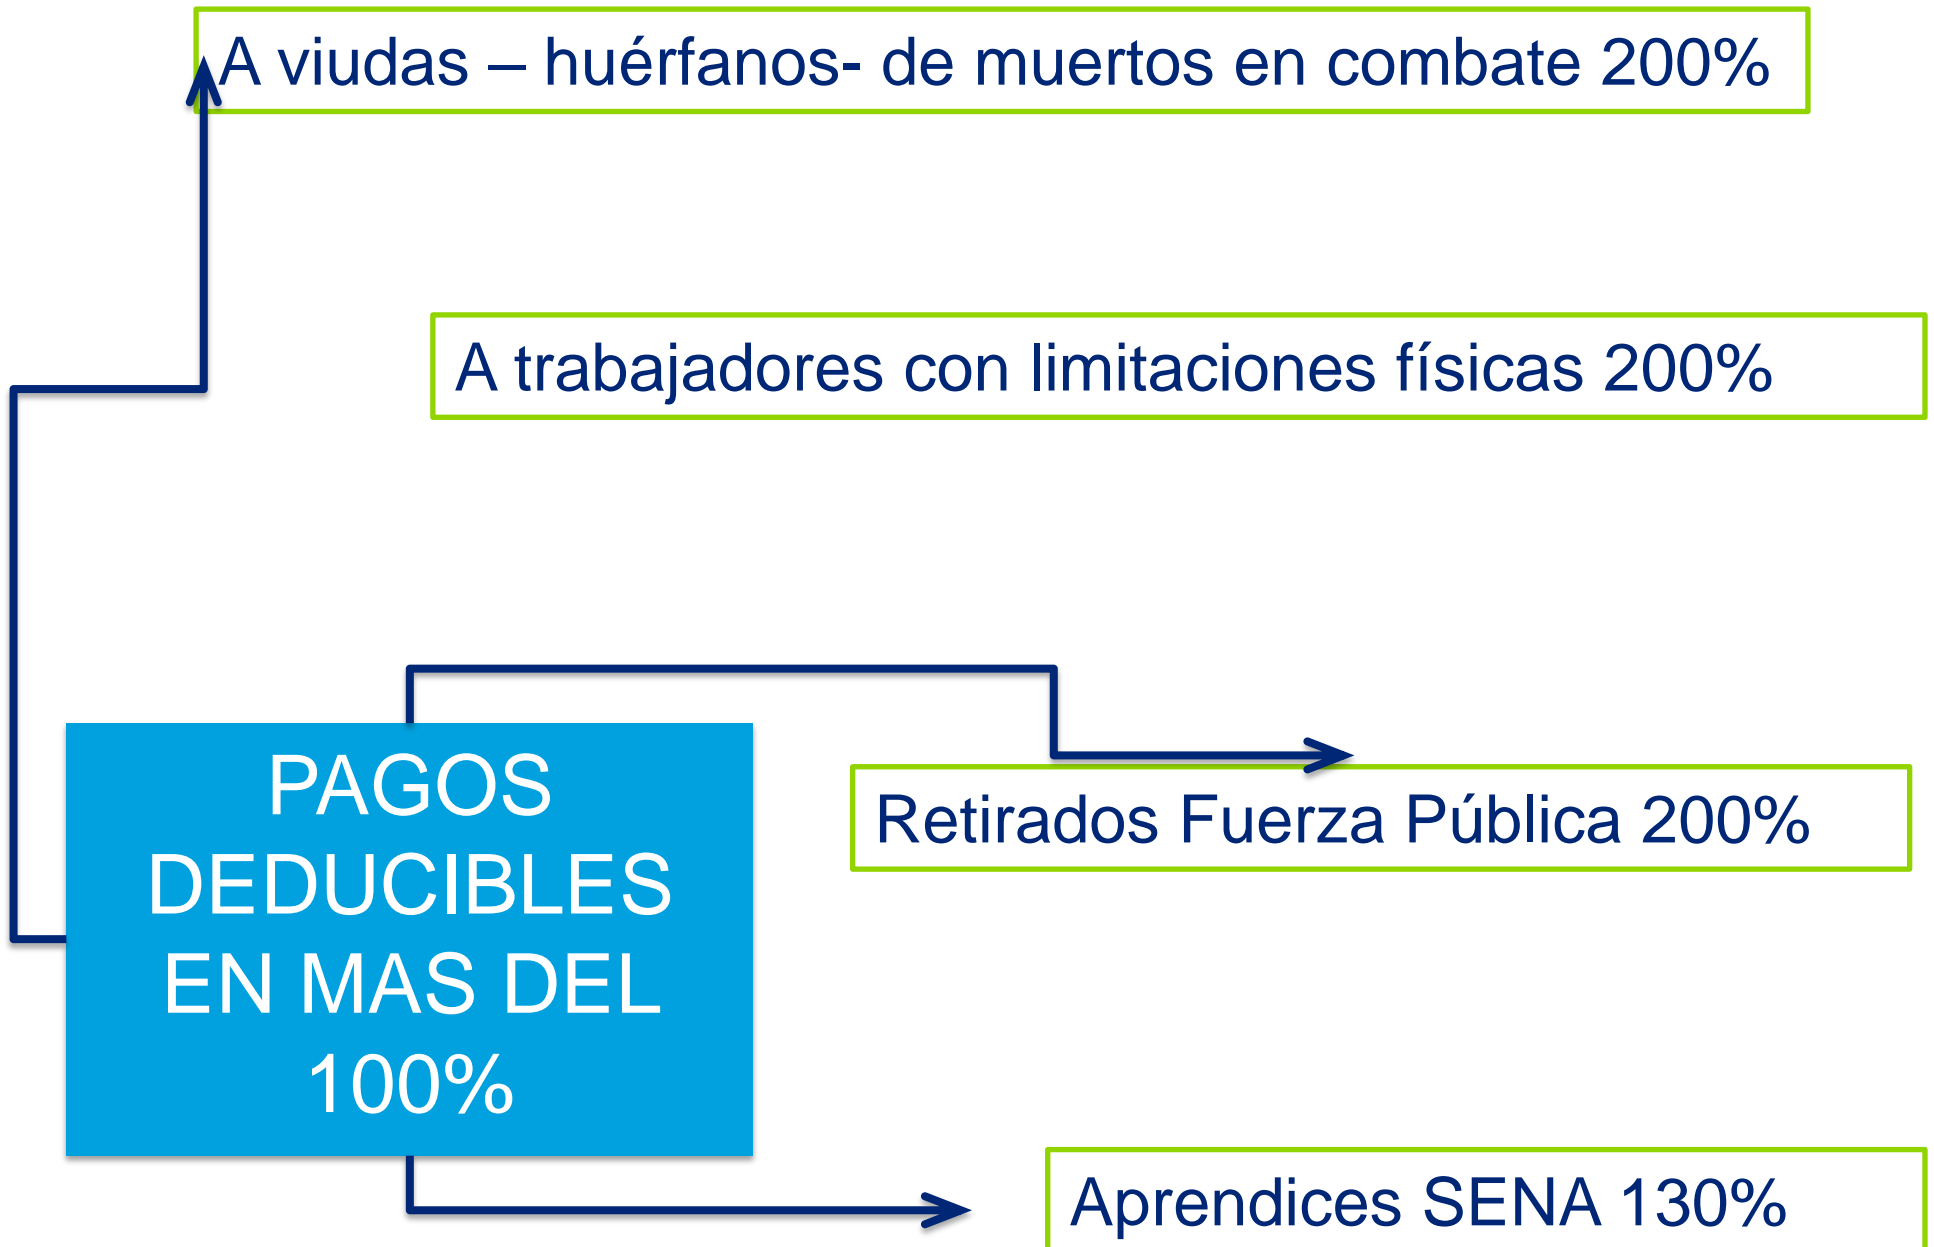 A viudas – huérfanos- de muertos en combate 200%
A trabajadores con limitaciones físicas 200%
PAGOS
DEDUCIBLES
EN MAS DEL
100%
Retirados Fuerza Pública 200%
Aprendices SENA 130%